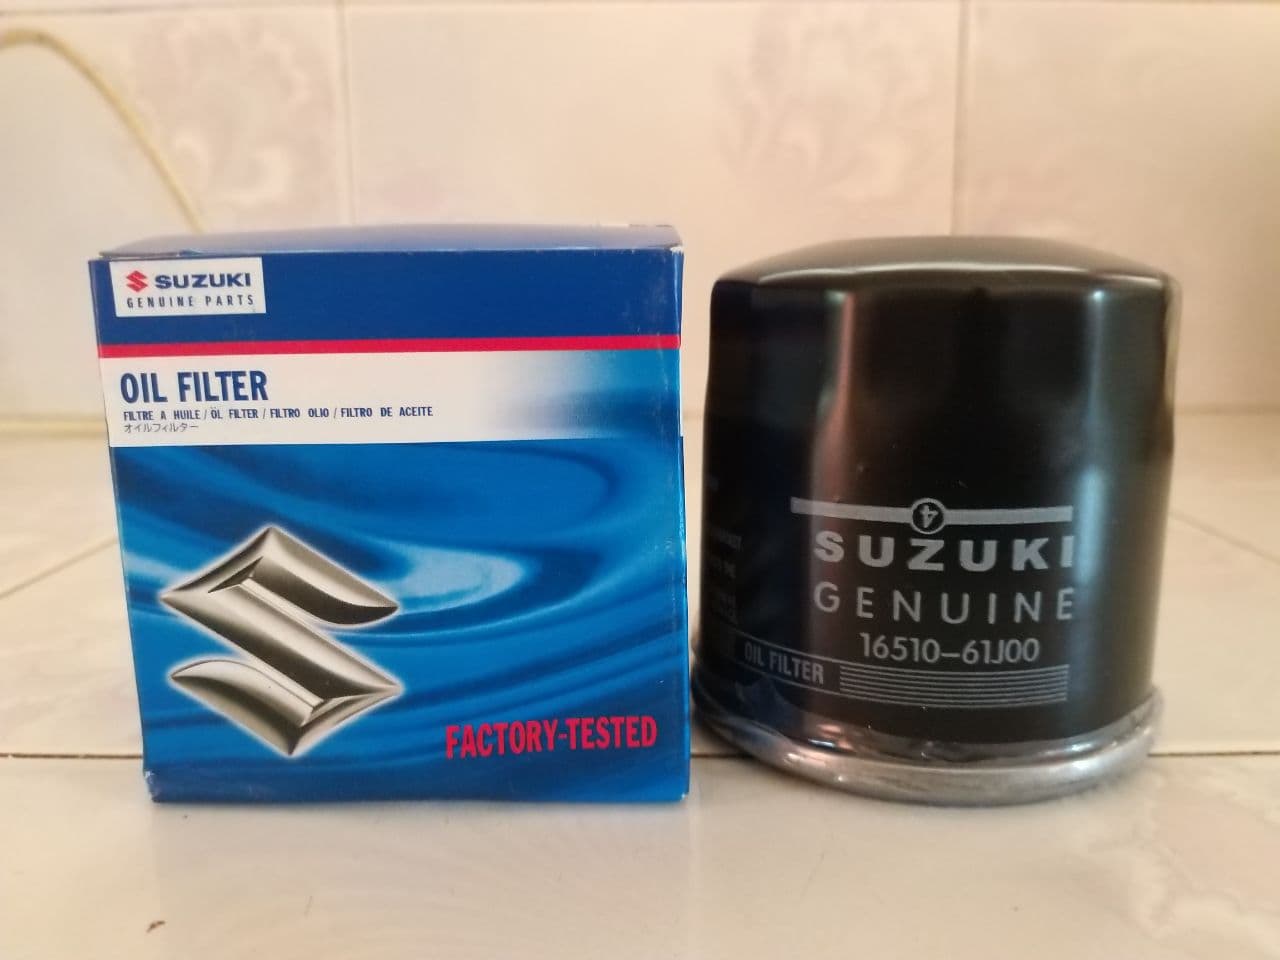 SUZUKI
GENUINE PARTS
OIL FILTER
FILTRE A HUILE / ÖL FILTER / FILTRO OLIO / FILTRO DE ACEITE
オイルフィルター
FACTORY-TESTED
4
SUZUKI
GENUINE
16510-61J00
OIL FILTER